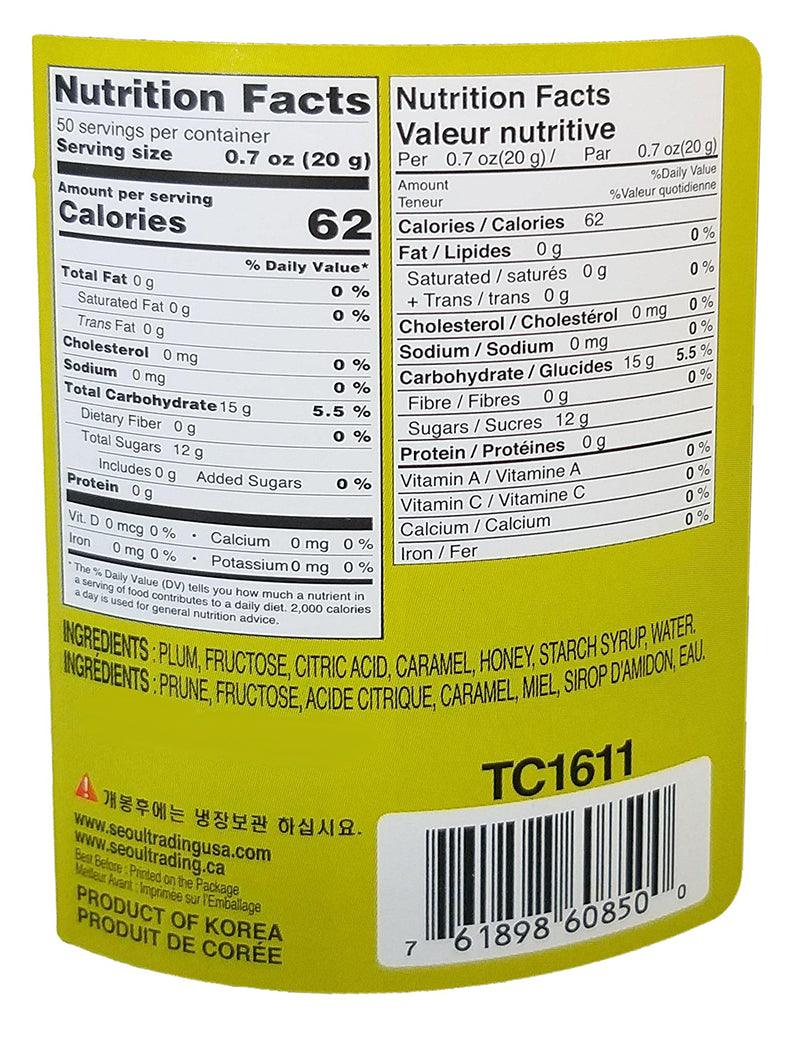 Nutrition Facts
50 servings per container
Serving size 0.7 oz (20 g)
Amount per serving
Calories 62
% Daily Value*
Total Fat 0 g 0 %
Saturated Fat 0 g 0 %
Trans Fat 0 g
Cholesterol 0 mg 0 %
Sodium 0 mg 0 %
Total Carbohydrate 15 g 5.5 %
Dietary Fiber 0 g 0 %
Total Sugars 12 g
Includes 0 g Added Sugars 0 %
Protein 0 g
Vit. D 0 mcg 0 % • Calcium 0 mg 0 %
Iron 0 mg 0 % • Potassium 0 mg 0 %
*The % Daily Value (DV) tells you how much a nutrient in
a serving of food contributes to a daily diet. 2,000 calories
a day is used for general nutrition advice.
Nutrition Facts
Valeur nutritive
Per 0.7 oz(20 g) / Par 0.7 oz(20 g)
Amount %Daily Value
Teneur %Valeur quotidienne
Calories / Calories 62
Fat / Lipides 0 g 0 %
Saturated / saturés 0 g 0 %
+ Trans / trans 0 g
Cholesterol / Cholestérol 0 mg 0 %
Sodium / Sodium 0 mg 0 %
Carbohydrate / Glucides 15 g 5.5 %
Fibre / Fibres 0 g 0 %
Sugars / Sucres 12 g
Protein / Protéines 0 g
Vitamin A / Vitamine A 0 %
Vitamin C / Vitamine C 0 %
Calcium / Calcium 0 %
Iron / Fer 0 %
INGREDIENTS : PLUM, FRUCTOSE, CITRIC ACID, CARAMEL, HONEY, STARCH SYRUP, WATER.
INGRÉDIENTS : PRUNE, FRUCTOSE, ACIDE CITRIQUE, CARAMEL, MIEL, SIROP D'AMIDON, EAU.
개봉후에는 냉장보관 하십시요.
www.seoultradingusa.com
www.seoultrading.ca
Best Before : Printed on the Package
Meilleur Avant : Imprimée sur l'Emballage
PRODUCT OF KOREA
PRODUIT DE CORÉE
TC1611
7 61898 60850 0